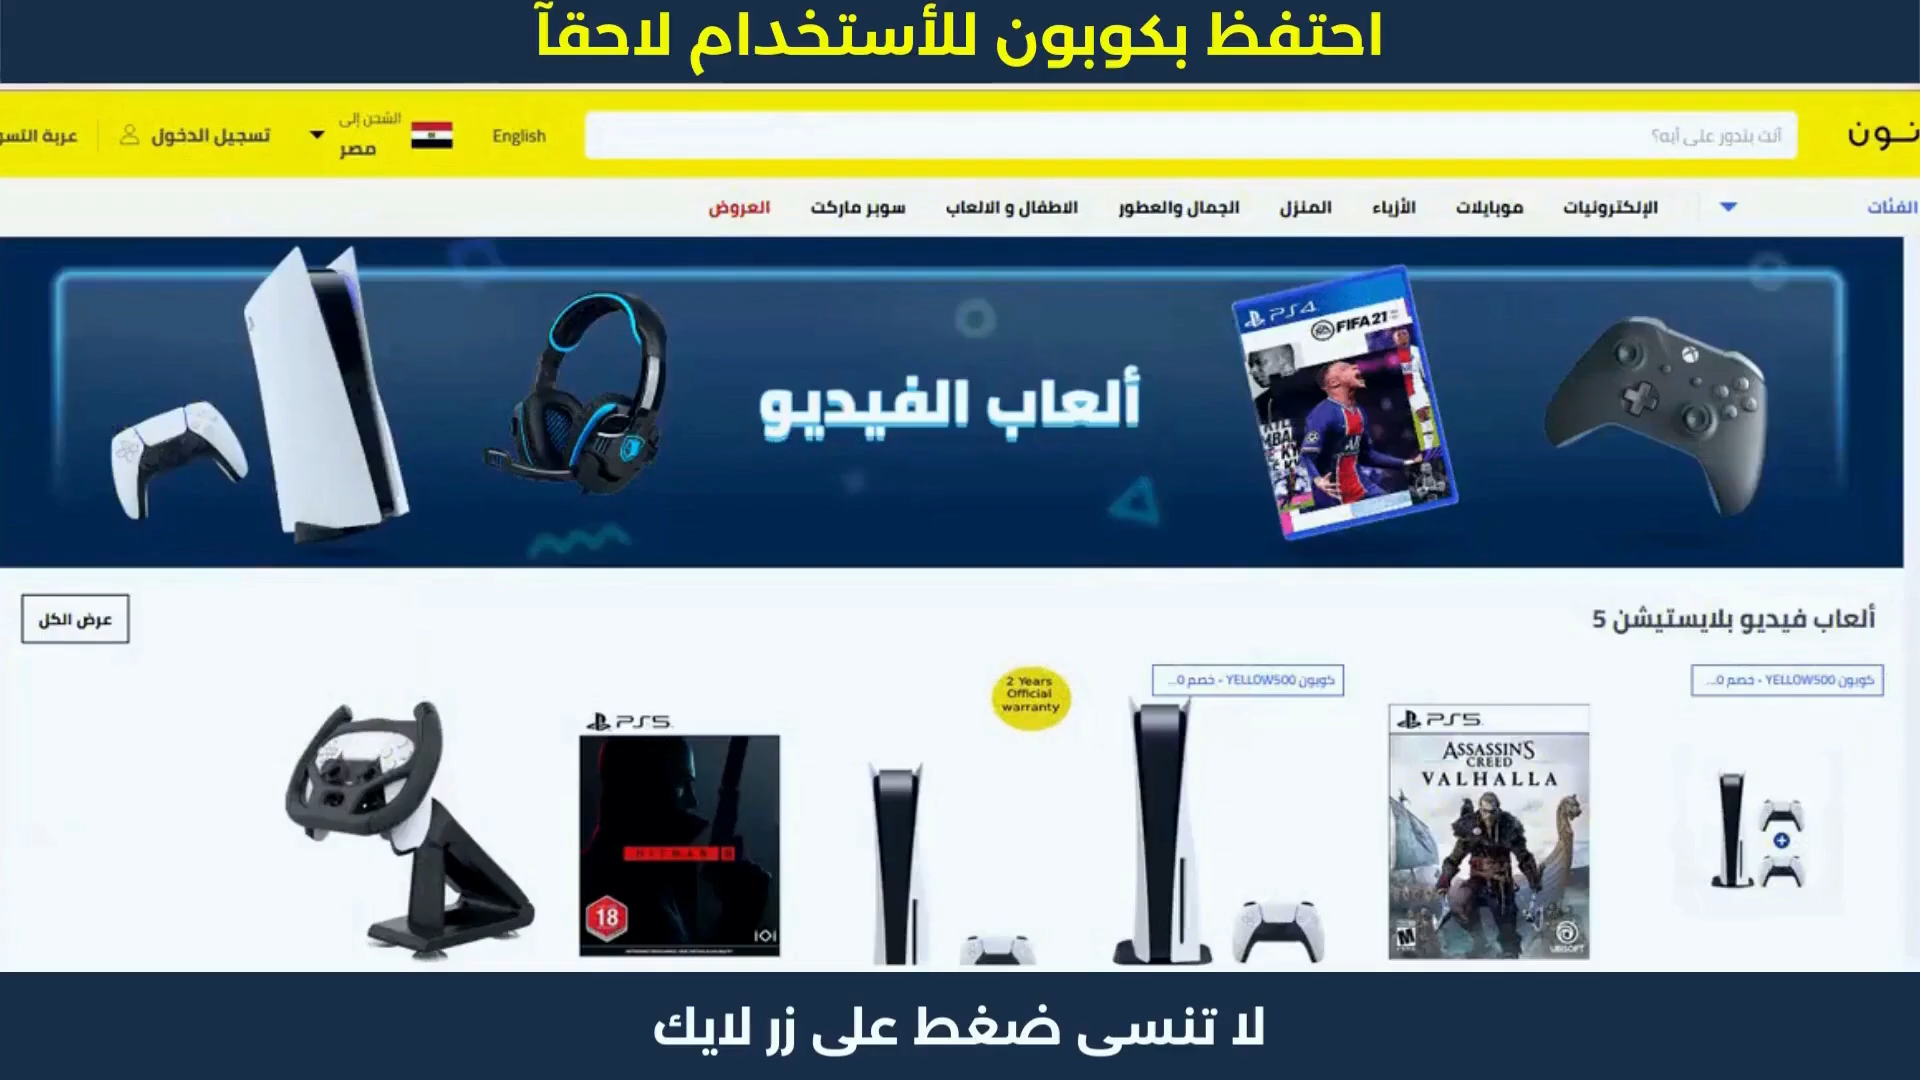 احتفظ بكوبون للأستخدام لاحقآ
نـون
أنت بتدور على أيه؟
English
الشحن إلى
مصر
تسجيل الدخول
الفئات
الإلكترونيات
موبايلات
الأزياء
المنزل
الجمال والعطور
الاطفال و الالعاب
سوبر ماركت
العروض
ألعاب الفيديو
PS4
FIFA 21
ألعاب فيديو بلايستيشن 5
عرض الكل
كوبون YELLOW500 - خصم 0...
كوبون YELLOW500 - خصم 0...
2 Years
Official
warranty
PS5
ASSASSIN'S
CREED
VALHALLA
UBISOFT
PS5
HITMAN
18
لا تنسى ضغط على زر لايك